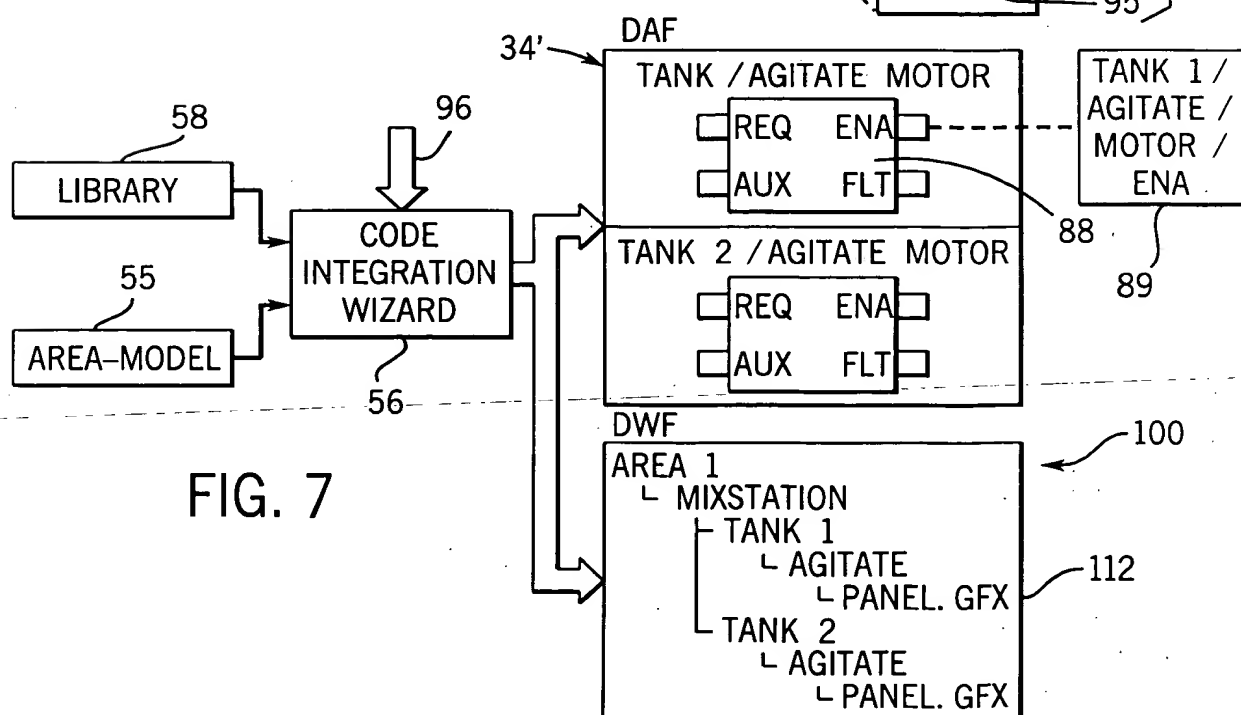 95
DAF
34'
TANK / AGITATE MOTOR
REQ ENA
AUX FLT
88
TANK 1 /
AGITATE /
MOTOR /
ENA
89
58
LIBRARY
96
CODE
INTEGRATION
WIZARD
56
55
AREA-MODEL
TANK 2 / AGITATE MOTOR
REQ ENA
AUX FLT
DWF
100
AREA 1
MIXSTATION
TANK 1
AGITATE
PANEL. GFX
112
TANK 2
AGITATE
PANEL. GFX
FIG. 7